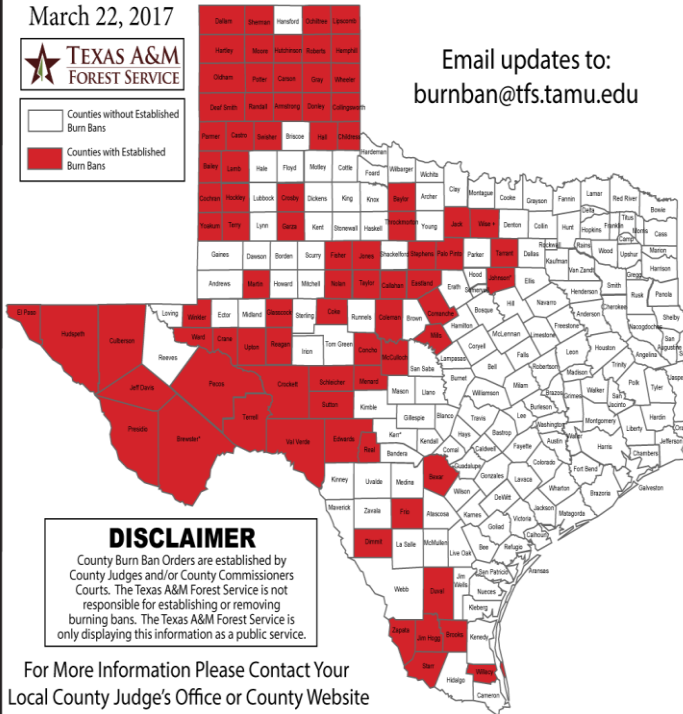 March 22, 2017
TEXAS A&M
FOREST SERVICE
Counties without Established
Burn Bans
Counties with Established
Burn Bans
Email updates to:
burnban@tfs.tamu.edu
Dallam Sherman Hansford Ochiltree Lipscomb
Hartley Moore Hutchinson Roberts Hemphill
Oldham Potter Carson Gray Wheeler
Deaf Smith Randall Armstrong Donley Collingsworth
Parmer Castro Swisher Briscoe Hall Childress
Hardeman
Bailey Lamb Hale Floyd Motley Cottle Foard Wilbarger Wichita
Clay Montague Cooke Grayson Fannin Lamar Red River Bowie
Cochran Hockley Lubbock Crosby Dickens King Knox Baylor Archer
Delta Titus Franklin Morris Cass
Yoakum Terry Lynn Garza Kent Stonewall Haskell Throckmorton Young Jack Wise + Denton Collin Hunt Hopkins Camp Marion
Rockwall Rains Wood Upshur Harrison
Gaines Dawson Borden Scurry Fisher Jones Shackelford Stephens Palo Pinto Parker Tarrant Dallas Kaufman Van Zandt Gregg
Andrews Martin Howard Mitchell Nolan Taylor Callahan Eastland Erath Hood Somervell Johnson* Ellis Henderson Smith Rusk Panola
El Paso Hudspeth Culberson Loving Winkler Ector Midland Glasscock Sterling Coke Runnels Coleman Brown Comanche Bosque Hill Navarro Anderson Cherokee Shelby
Reeves Ward Crane Upton Reagan Irion Tom Green Concho McCulloch Mills Hamilton McLennan Limestone Freestone Nacogdoches San Augustine
Coryell Falls Leon Houston Angelina
San Saba Lampasas Bell Robertson Madison Trinity Polk Tyler Jasper
Jeff Davis Pecos Crockett Schleicher Menard Mason Llano Burnet Williamson Milam Brazos Grimes Walker San Jacinto
Sutton Kimble Burleson Hardin
Presidio Brewster* Terrell Val Verde Edwards Gillespie Blanco Travis Lee Washington Montgomery Liberty
Kerr* Kendall Hays Bastrop Austin Waller Harris Jefferson
Real Bandera Comal Caldwell Fayette Chambers
Kinney Uvalde Medina Bexar Guadalupe Gonzales Colorado Fort Bend Galveston
Wilson Lavaca Wharton Brazoria
Maverick Zavala Frio Atascosa Karnes DeWitt Jackson Matagorda
Dimmit La Salle McMullen Goliad Victoria Calhoun
Live Oak Bee Refugio
Aransas
San Patricio
Webb Duval Jim Wells Nueces
Kleberg
Zapata Jim Hogg Brooks Kenedy
Starr Hidalgo Willacy
Cameron
DISCLAIMER
County Burn Ban Orders are established by
County Judges and/or County Commissioners
Courts. The Texas A&M Forest Service is not
responsible for establishing or removing
burning bans. The Texas A&M Forest Service is
only displaying this information as a public service.
For More Information Please Contact Your
Local County Judge's Office or County Website